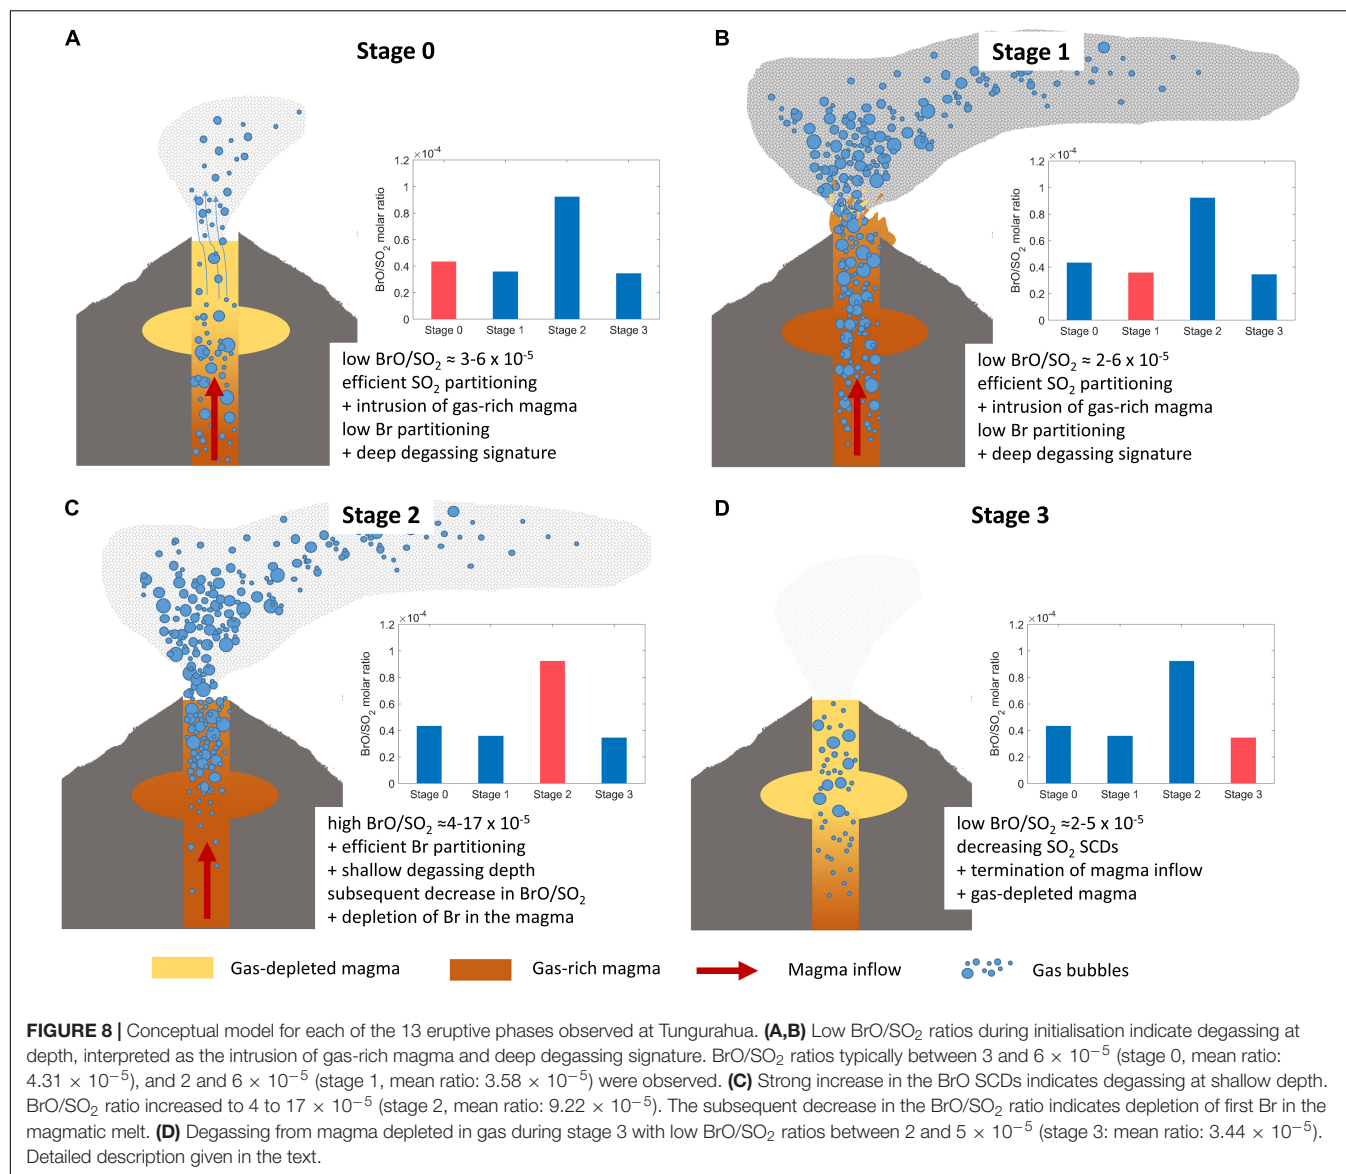 A
Stage 0
×10⁻⁴
1.2
1
0.8
0.6
0.4
0.2
0
BrO/SO₂ molar ratio
Stage 0 Stage 1 Stage 2 Stage 3
low BrO/SO₂ ≈ 3-6 x 10⁻⁵
efficient SO₂ partitioning
+ intrusion of gas-rich magma
low Br partitioning
+ deep degassing signature
B
Stage 1
×10⁻⁴
1.2
1
0.8
0.6
0.4
0.2
0
BrO/SO₂ molar ratio
Stage 0 Stage 1 Stage 2 Stage 3
low BrO/SO₂ ≈ 2-6 x 10⁻⁵
efficient SO₂ partitioning
+ intrusion of gas-rich magma
low Br partitioning
+ deep degassing signature
C
Stage 2
×10⁻⁴
1.2
1
0.8
0.6
0.4
0.2
0
BrO/SO₂ molar ratio
Stage 0 Stage 1 Stage 2 Stage 3
high BrO/SO₂ ≈4-17 x 10⁻⁵
+ efficient Br partitioning
+ shallow degassing depth
subsequent decrease in BrO/SO₂
+ depletion of Br in the magma
D
Stage 3
×10⁻⁴
1.2
1
0.8
0.6
0.4
0.2
0
BrO/SO₂ molar ratio
Stage 0 Stage 1 Stage 2 Stage 3
low BrO/SO₂ ≈2-5 x 10⁻⁵
decreasing SO₂ SCDs
+ termination of magma inflow
+ gas-depleted magma
Gas-depleted magma Gas-rich magma Magma inflow Gas bubbles
FIGURE 8 | Conceptual model for each of the 13 eruptive phases observed at Tungurahua. (A,B) Low BrO/SO₂ ratios during initialisation indicate degassing at
depth, interpreted as the intrusion of gas-rich magma and deep degassing signature. BrO/SO₂ ratios typically between 3 and 6 × 10⁻⁵ (stage 0, mean ratio:
4.31 × 10⁻⁵), and 2 and 6 × 10⁻⁵ (stage 1, mean ratio: 3.58 × 10⁻⁵) were observed. (C) Strong increase in the BrO SCDs indicates degassing at shallow depth.
BrO/SO₂ ratio increased to 4 to 17 × 10⁻⁵ (stage 2, mean ratio: 9.22 × 10⁻⁵). The subsequent decrease in the BrO/SO₂ ratio indicates depletion of first Br in the
magmatic melt. (D) Degassing from magma depleted in gas during stage 3 with low BrO/SO₂ ratios between 2 and 5 × 10⁻⁵ (stage 3: mean ratio: 3.44 × 10⁻⁵).
Detailed description given in the text.